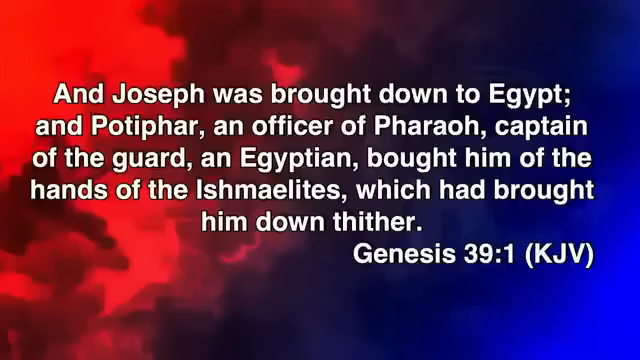 And Joseph was brought down to Egypt;
and Potiphar, an officer of Pharaoh, captain
of the guard, an Egyptian, bought him of the
hands of the Ishmaelites, which had brought
him down thither.
Genesis 39:1 (KJV)